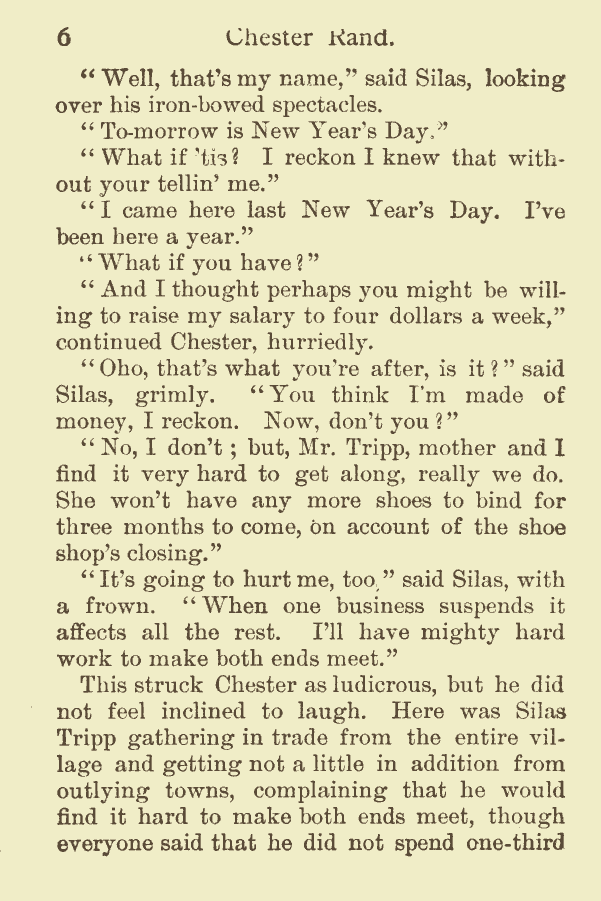 6 Chester Rand.
“Well, that’s my name,” said Silas, looking
over his iron-bowed spectacles.
“To-morrow is New Year’s Day.”
“What if ’tis? I reckon I knew that with-
out your tellin’ me.”
“I came here last New Year’s Day. I’ve
been here a year.”
“What if you have?”
“And I thought perhaps you might be will-
ing to raise my salary to four dollars a week,”
continued Chester, hurriedly.
“Oho, that’s what you’re after, is it?” said
Silas, grimly. “You think I’m made of
money, I reckon. Now, don’t you?”
“No, I don’t; but, Mr. Tripp, mother and I
find it very hard to get along, really we do.
She won’t have any more shoes to bind for
three months to come, on account of the shoe
shop’s closing.”
“It’s going to hurt me, too,” said Silas, with
a frown. “When one business suspends it
affects all the rest. I’ll have mighty hard
work to make both ends meet.”
This struck Chester as ludicrous, but he did
not feel inclined to laugh. Here was Silas
Tripp gathering in trade from the entire vil-
lage and getting not a little in addition from
outlying towns, complaining that he would
find it hard to make both ends meet, though
everyone said that he did not spend one-third